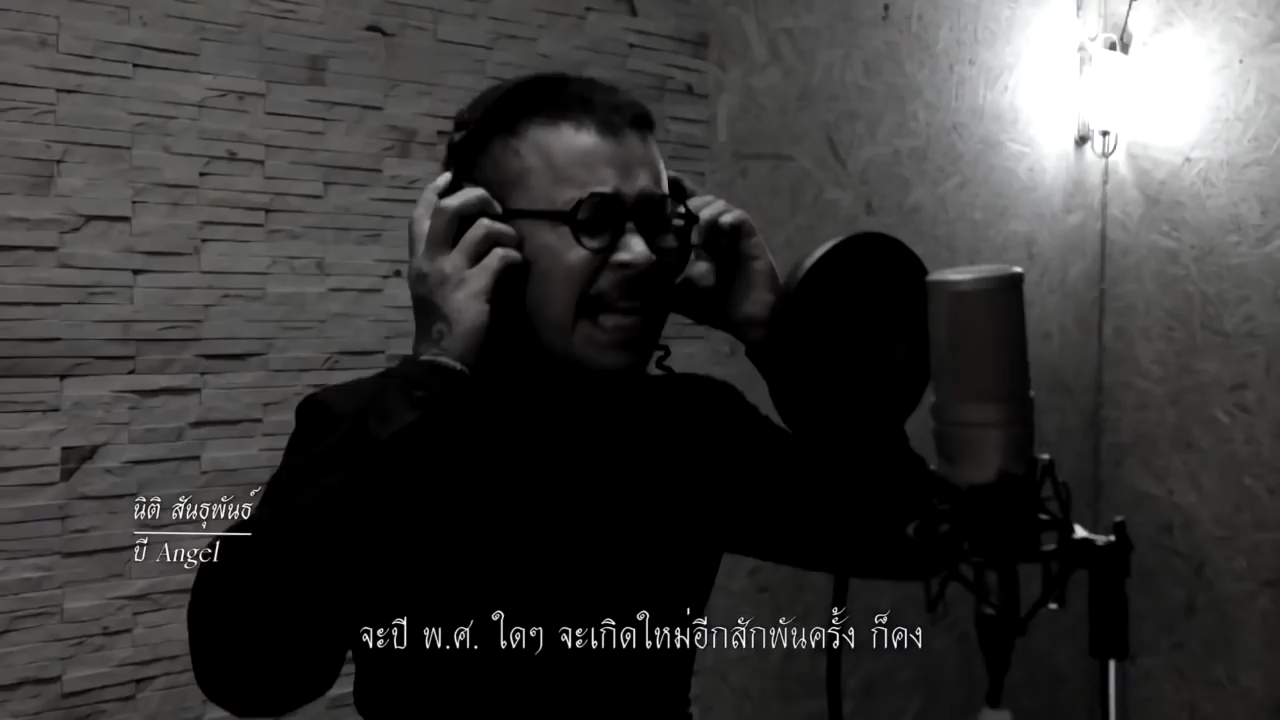 นิติ สันธุพันธ์
บี Angel
จะปี พ.ศ. ใดๆ จะเกิดใหม่อีกสักพันครั้ง ก็คง